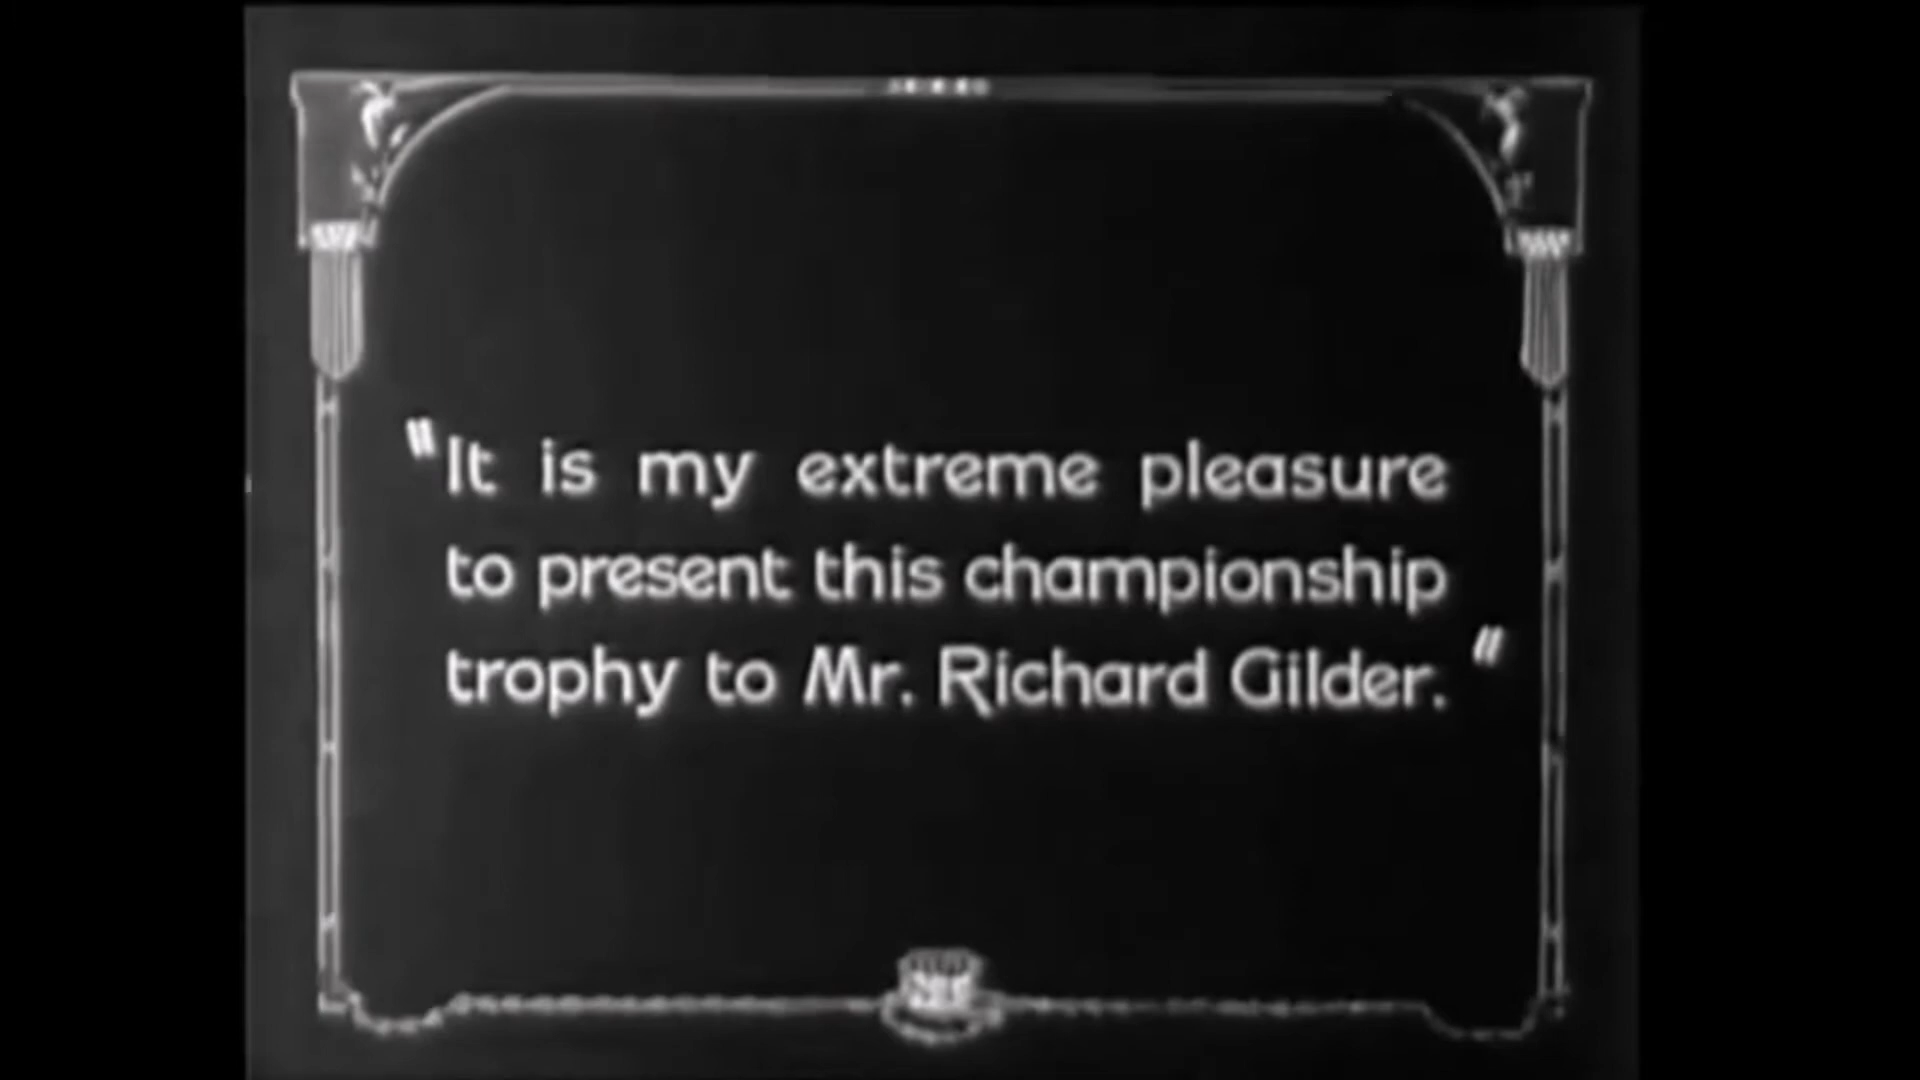 "It is my extreme pleasure
to present this championship
trophy to Mr. Richard Gilder."